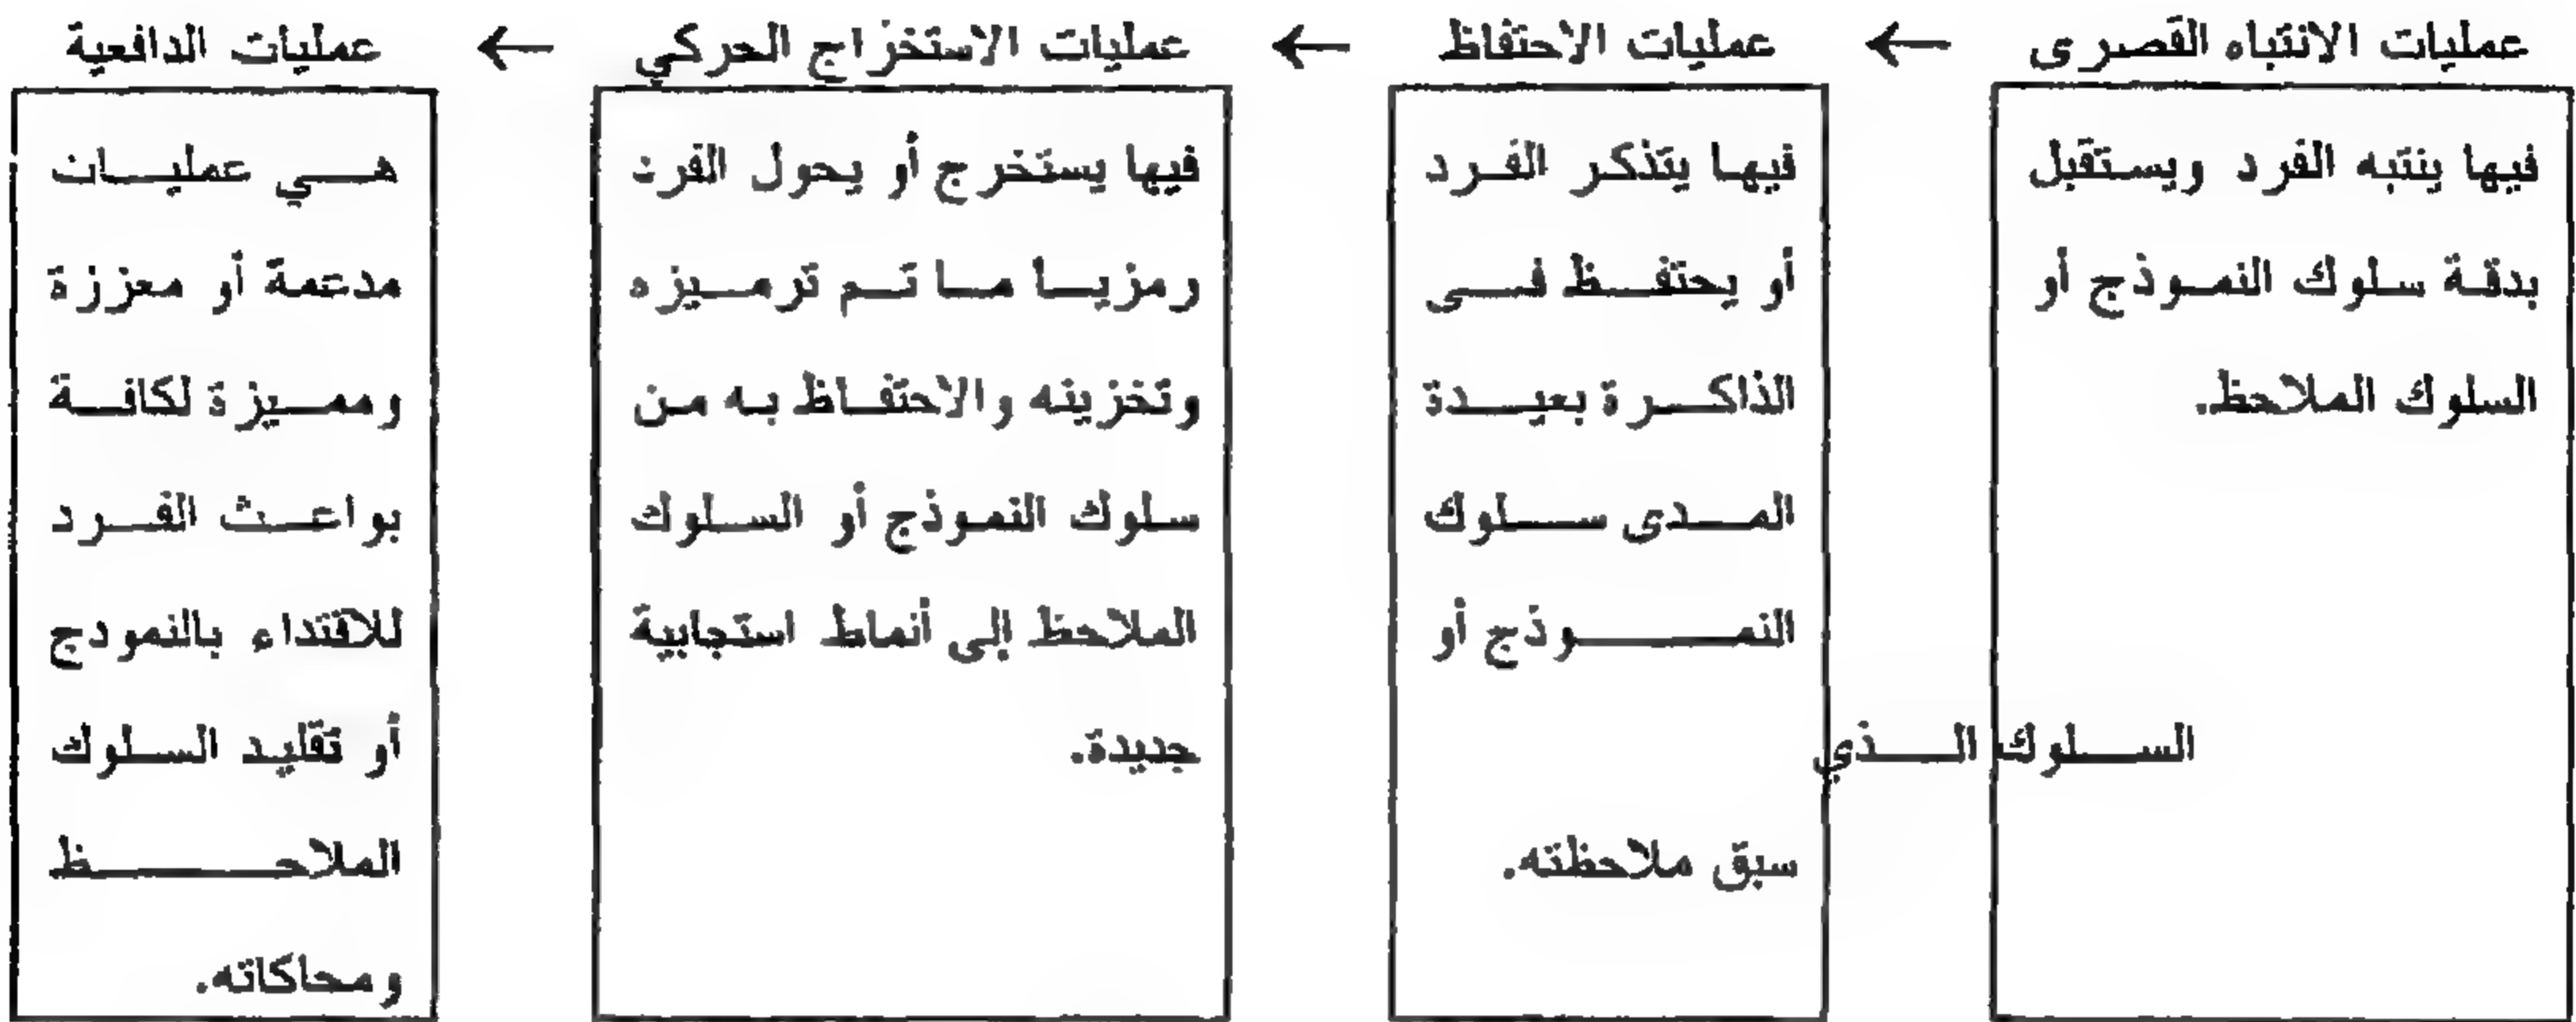 عمليات الانتباه القصرى ← عمليات الاحتفاظ ← عمليات الاستخراج الحركي ← عمليات الدافعية
فيها ينتبه الفرد ويستقبل
بدقة سلوك النموذج أو
السلوك الملاحظ.
فيها يتذكر الفرد
أو يحتفظ فى
الذاكرة بعيدة
المدى سلوك
النموذج أو
السلوك الذي
سبق ملاحظته.
فيها يستخرج أو يحول الفرد
رمزيا ما تم ترميزه
وتخزينه والاحتفاظ به من
سلوك النموذج أو السلوك
الملاحظ إلى أنماط استجابية
جديدة.
هي عمليات
مدعمة أو معززة
ومميزة لكافة
بواعث الفرد
للاقتداء بالنمودج
أو تقليد السلوك
الملاحظ
ومحاكاته.